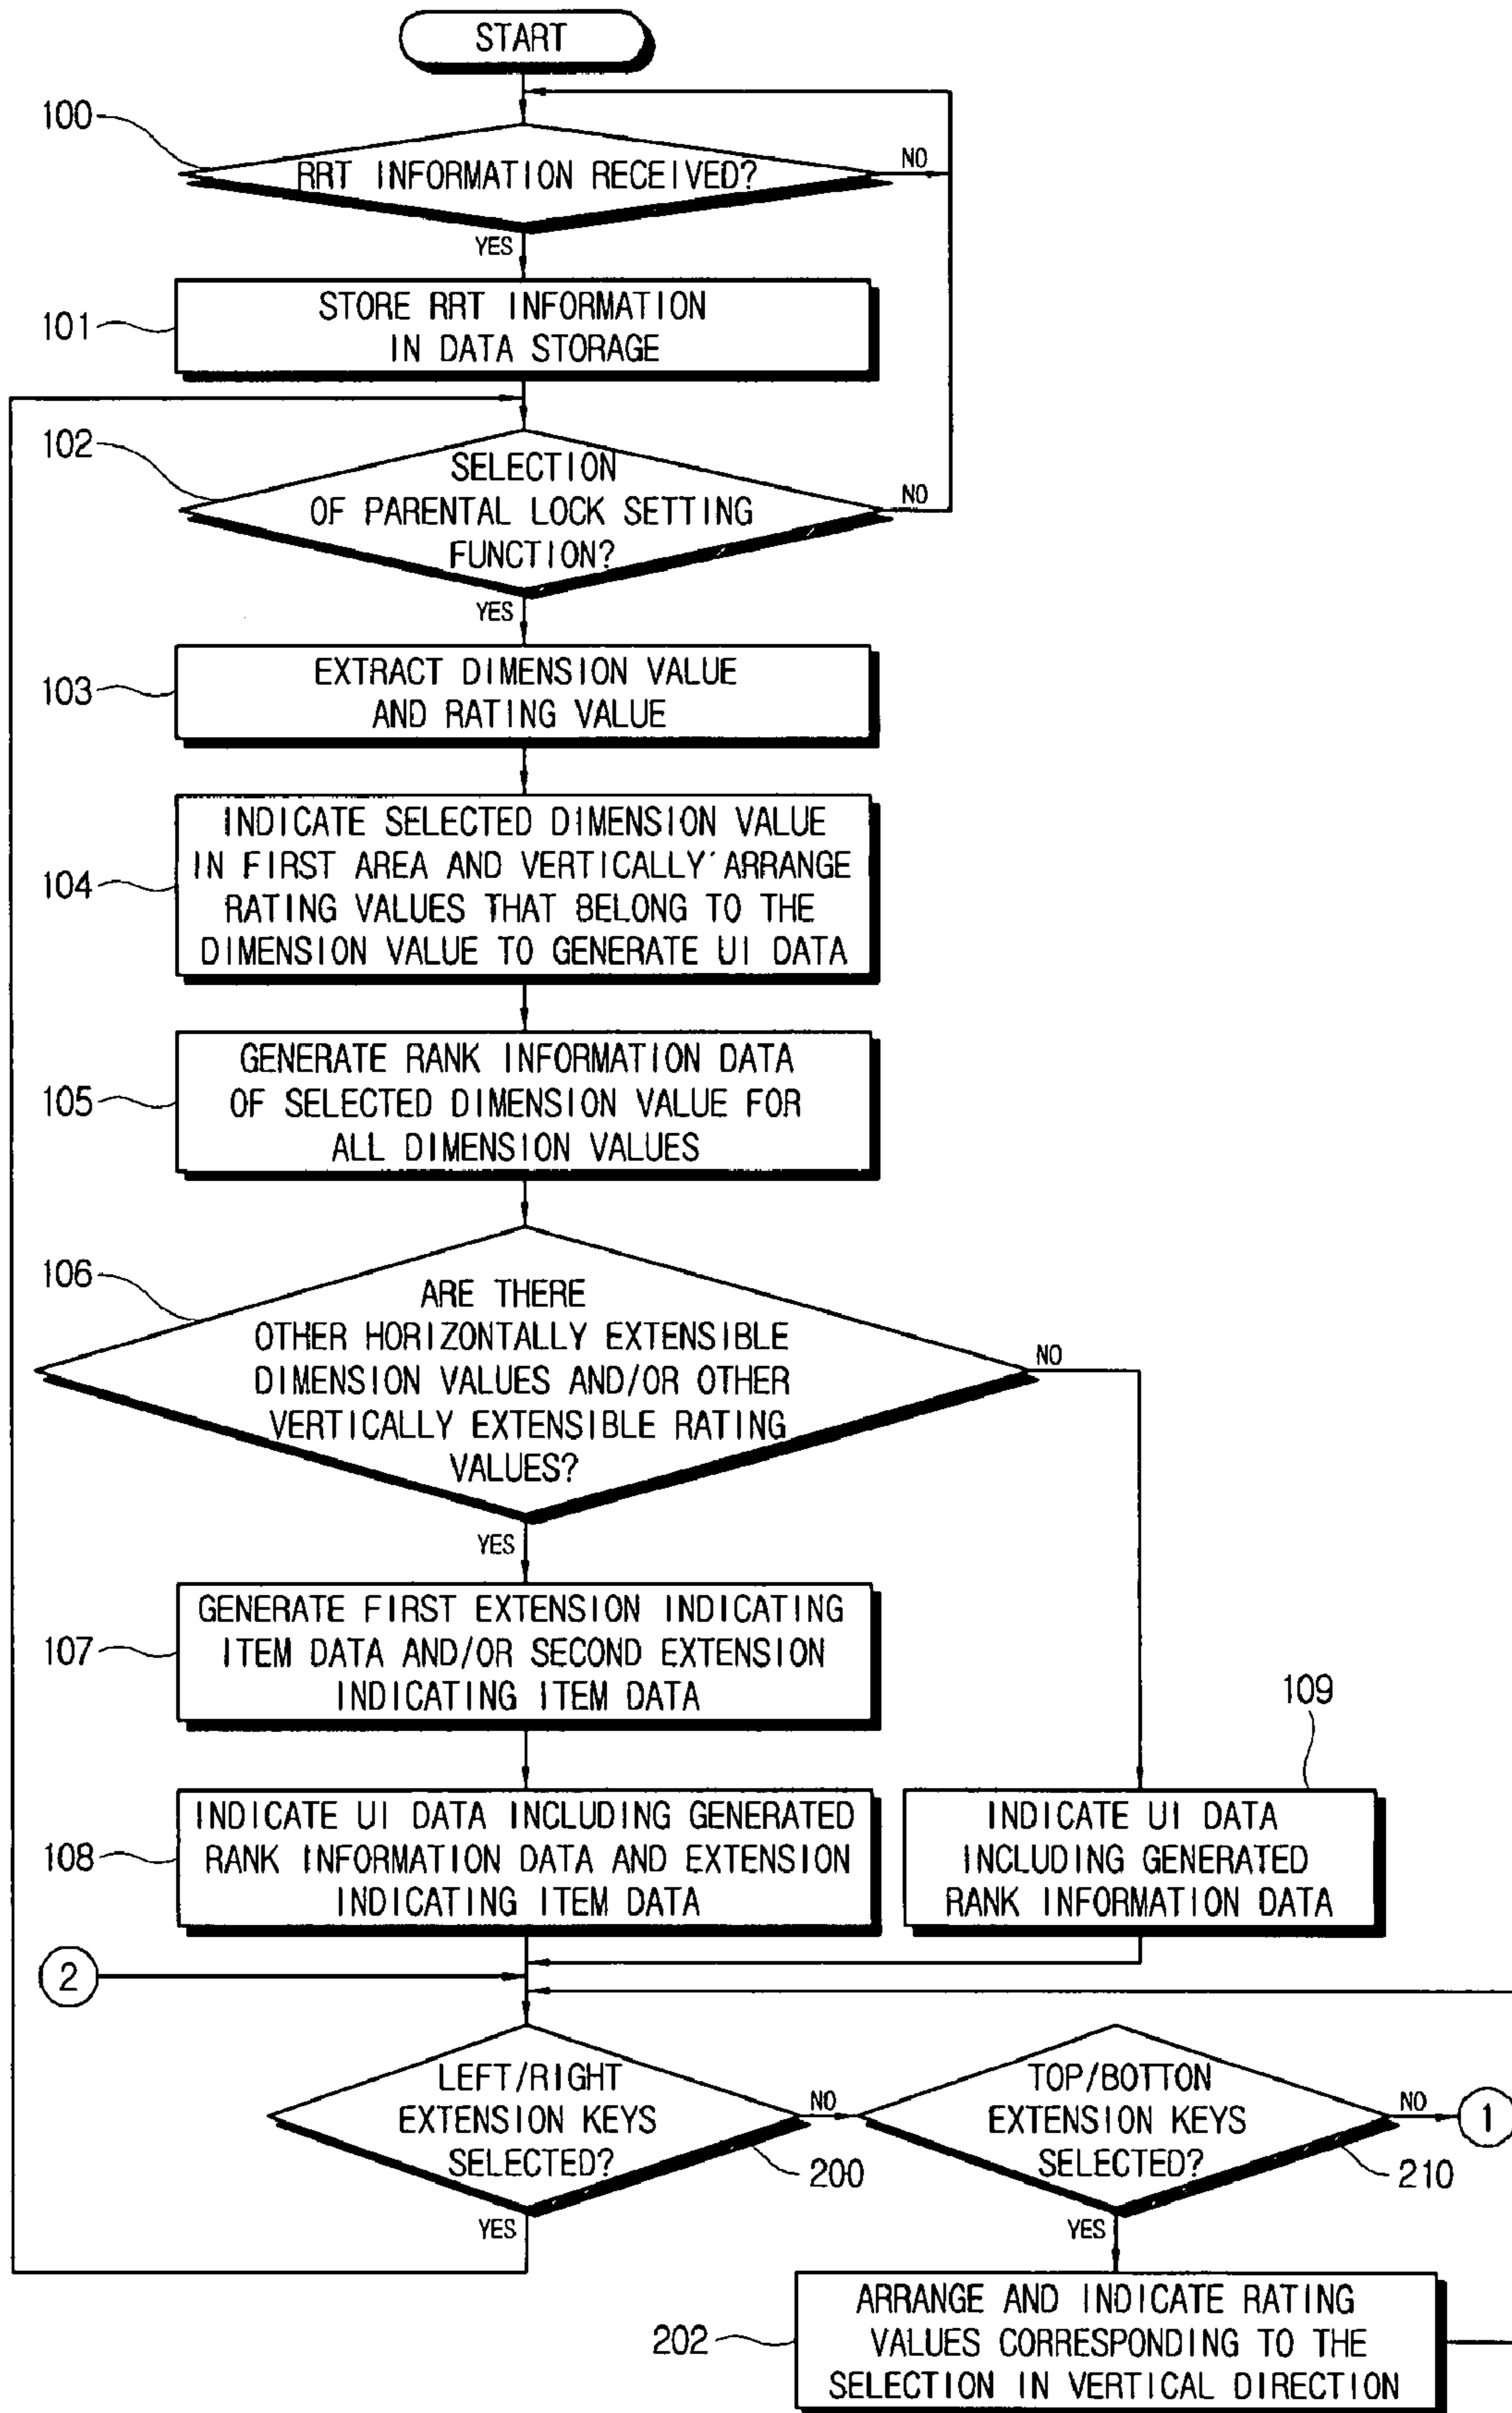 START
100
RRT INFORMATION RECEIVED?
NO
YES
101
STORE RRT INFORMATION
IN DATA STORAGE
102
SELECTION
OF PARENTAL LOCK SETTING
FUNCTION?
NO
YES
103
EXTRACT DIMENSION VALUE
AND RATING VALUE
104
INDICATE SELECTED DIMENSION VALUE
IN FIRST AREA AND VERTICALLY ARRANGE
RATING VALUES THAT BELONG TO THE
DIMENSION VALUE TO GENERATE UI DATA
105
GENERATE RANK INFORMATION DATA
OF SELECTED DIMENSION VALUE FOR
ALL DIMENSION VALUES
106
ARE THERE
OTHER HORIZONTALLY EXTENSIBLE
DIMENSION VALUES AND/OR OTHER
VERTICALLY EXTENSIBLE RATING
VALUES?
NO
YES
107
GENERATE FIRST EXTENSION INDICATING
ITEM DATA AND/OR SECOND EXTENSION
INDICATING ITEM DATA
108
INDICATE UI DATA INCLUDING GENERATED
RANK INFORMATION DATA AND EXTENSION
INDICATING ITEM DATA
109
INDICATE UI DATA
INCLUDING GENERATED
RANK INFORMATION DATA
2
LEFT/RIGHT
EXTENSION KEYS
SELECTED?
200
NO
YES
TOP/BOTTON
EXTENSION KEYS
SELECTED?
210
NO
1
YES
202
ARRANGE AND INDICATE RATING
VALUES CORRESPONDING TO THE
SELECTION IN VERTICAL DIRECTION